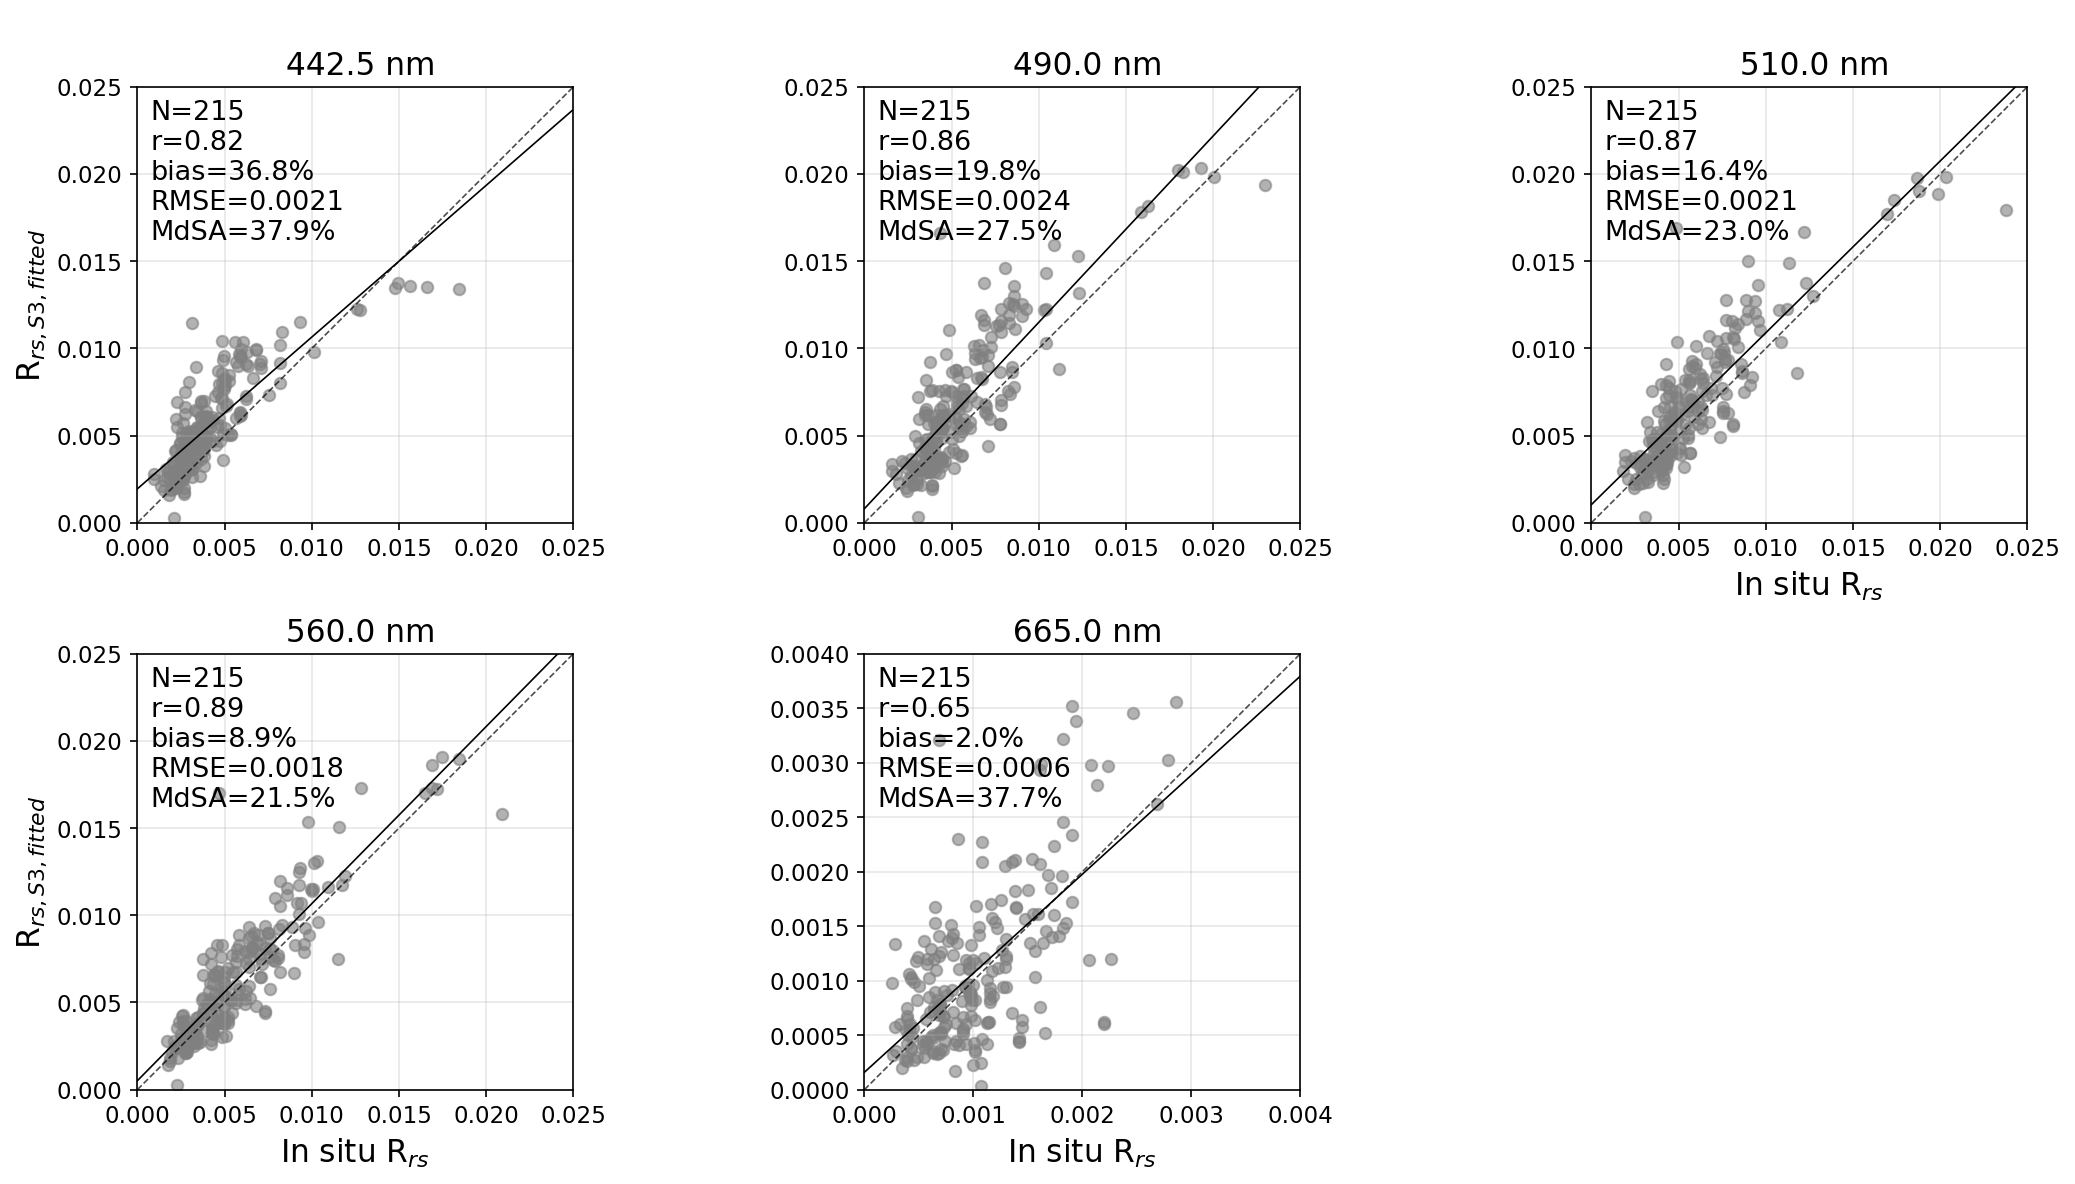 442.5 nm
N=215
r=0.82
bias=36.8%
RMSE=0.0021
MdSA=37.9%
R_rs,S3,fitted
0.025
0.020
0.015
0.010
0.005
0.000
0.000 0.005 0.010 0.015 0.020 0.025
490.0 nm
N=215
r=0.86
bias=19.8%
RMSE=0.0024
MdSA=27.5%
0.025
0.020
0.015
0.010
0.005
0.000
0.000 0.005 0.010 0.015 0.020 0.025
510.0 nm
N=215
r=0.87
bias=16.4%
RMSE=0.0021
MdSA=23.0%
0.025
0.020
0.015
0.010
0.005
0.000
0.000 0.005 0.010 0.015 0.020 0.025
In situ R_rs
560.0 nm
N=215
r=0.89
bias=8.9%
RMSE=0.0018
MdSA=21.5%
R_rs,S3,fitted
0.025
0.020
0.015
0.010
0.005
0.000
0.000 0.005 0.010 0.015 0.020 0.025
In situ R_rs
665.0 nm
N=215
r=0.65
bias=2.0%
RMSE=0.0006
MdSA=37.7%
0.0040
0.0035
0.0030
0.0025
0.0020
0.0015
0.0010
0.0005
0.0000
0.000 0.001 0.002 0.003 0.004
In situ R_rs